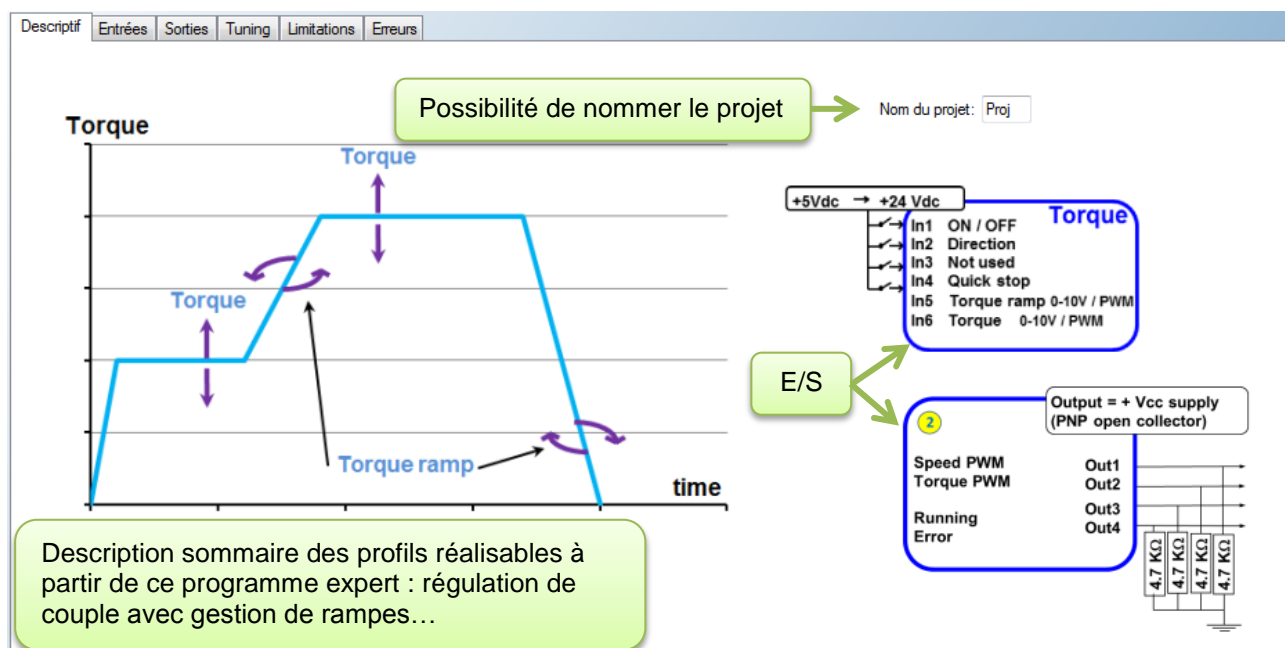 Descriptif Entrées Sorties Tuning Limitations Erreurs
Possibilité de nommer le projet
Nom du projet: Proj
Torque
Torque
Torque
Torque ramp
time
+5Vdc → +24 Vdc
Torque
In1 ON / OFF
In2 Direction
In3 Not used
In4 Quick stop
In5 Torque ramp 0-10V / PWM
In6 Torque 0-10V / PWM
E/S
Output = + Vcc supply
(PNP open collector)
2
Speed PWM Out1
Torque PWM Out2
Out3
Running Out4
Error
4.7 KΩ
4.7 KΩ
4.7 KΩ
4.7 KΩ
Description sommaire des profils réalisables à
partir de ce programme expert : régulation de
couple avec gestion de rampes…